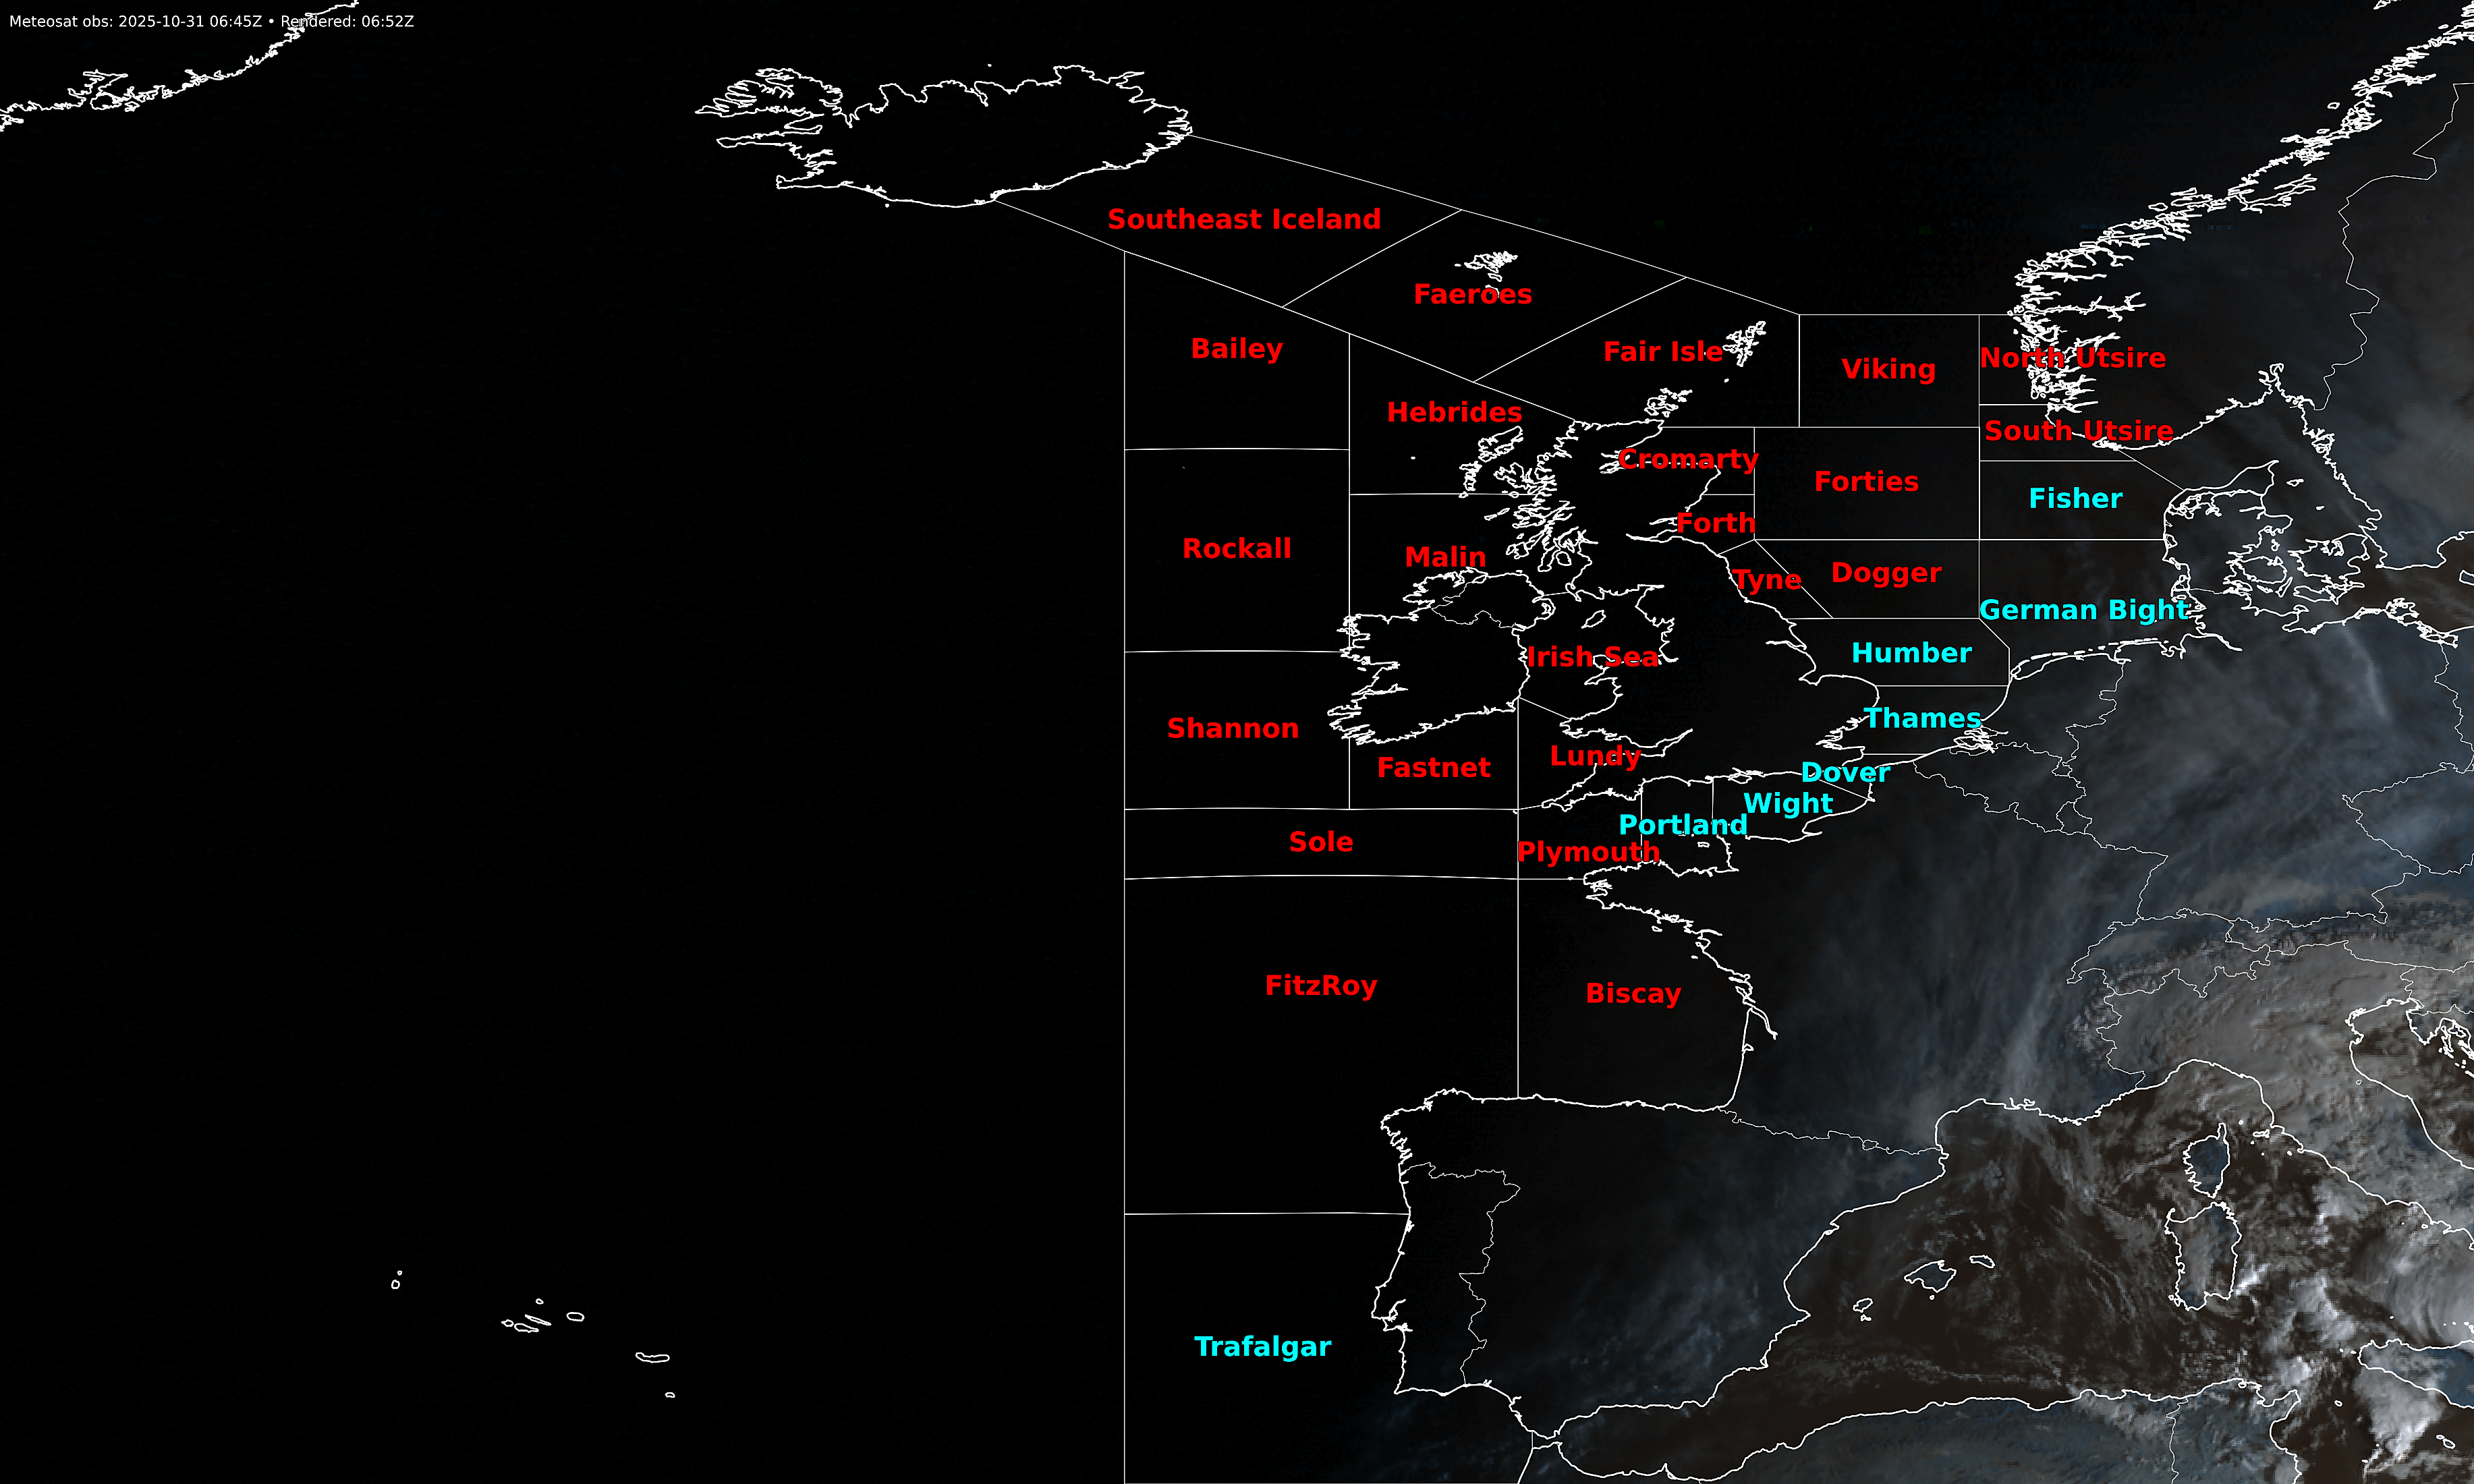 Meteosat obs: 2025-10-31 06:45Z • Rendered: 06:52Z
Southeast Iceland
Faeroes
Bailey
Fair Isle
Viking
North Utsire
Hebrides
South Utsire
Cromarty
Forties
Fisher
Rockall
Forth
Malin
Tyne
Dogger
German Bight
Irish Sea
Humber
Shannon
Thames
Lundy
Fastnet
Dover
Wight
Portland
Sole
Plymouth
FitzRoy
Biscay
Trafalgar